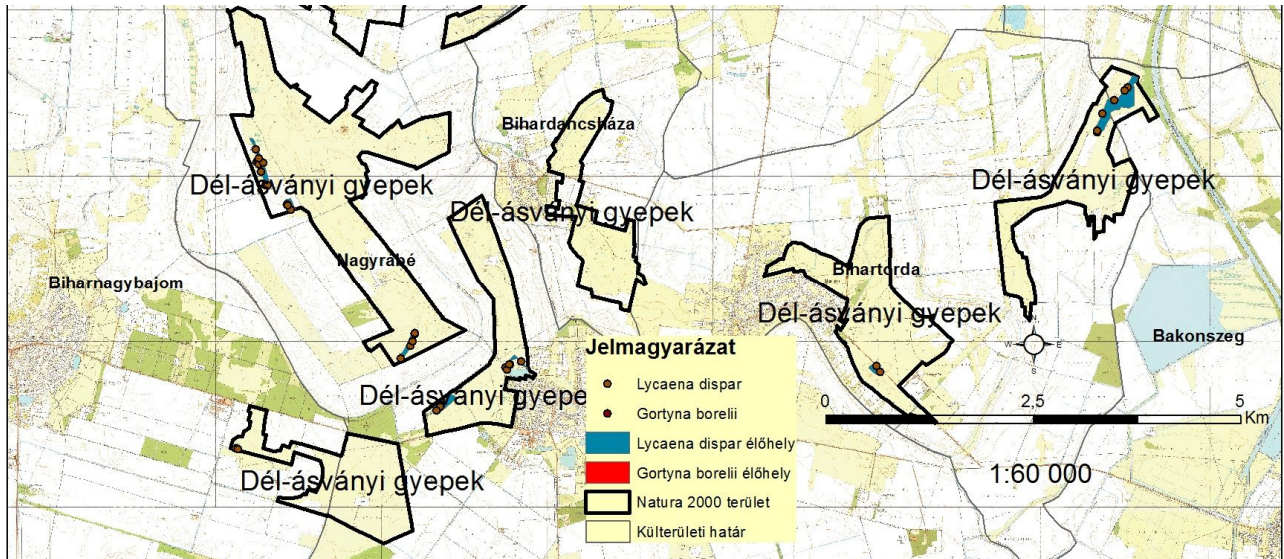 Bihardancsháza
Dél-ásványi gyepek
Dél-ásványi gyepek
Dél-ásványi gyepek
Nagyrábé
Biharnagybajom
Bihartorda
Dél-ásványi gyepek
Bakonszeg
N
W E
S
Jelmagyarázat
Lycaena dispar
Gortyna borelii
Lycaena dispar élőhely
Gortyna borelii élőhely
Natura 2000 terület
Külterületi határ
Dél-ásványi gyepe
Dél-ásványi gyepek
0 2,5 5
Km
1:60 000